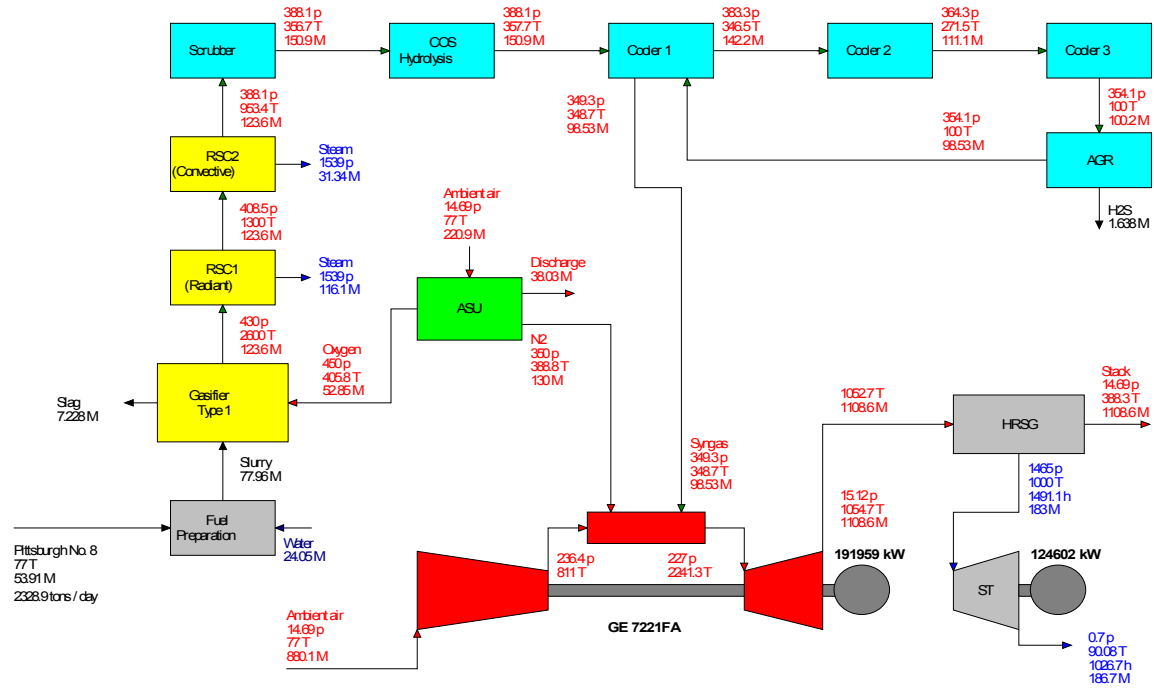 388.1 p
356.7 T
150.9 M
388.1 p
357.7 T
150.9 M
383.3 p
346.5 T
142.2 M
364.3 p
271.5 T
111.1 M
Scrubber
COS
Hydrolysis
Cooler 1
Cooler 2
Cooler 3
388.1 p
953.4 T
123.6 M
349.3 p
348.7 T
98.53 M
354.1 p
100 T
98.53 M
354.1 p
100 T
100.2 M
RSC2
(Convective)
Steam
1539 p
31.34 M
AGR
H2S
1.638 M
408.5 p
1300 T
123.6 M
Ambient air
14.69 p
77 T
220.9 M
RSC1
(Radiant)
Steam
1539 p
116.1 M
Discharge
38.03 M
ASU
430 p
2600 T
123.6 M
Oxygen
450 p
405.8 T
52.85 M
N2
350 p
388.8 T
130 M
Gasifier
Type 1
Slag
7.228 M
1052.7 T
1108.6 M
Stack
14.69 p
388.3 T
1108.6 M
HRSG
Slurry
77.96 M
Syngas
349.3 p
348.7 T
98.53 M
1465 p
1000 T
1491.1 h
183 M
Fuel
Preparation
Water
24.05 M
Pittsburgh No. 8
77 T
53.91 M
2328.9 tons / day
15.12 p
1054.7 T
1108.6 M
236.4 p
811 T
227 p
2241.3 T
191959 kW
124602 kW
ST
GE 7221FA
Ambient air
14.69 p
77 T
880.1 M
0.7 p
90.08 T
1026.7 h
186.7 M